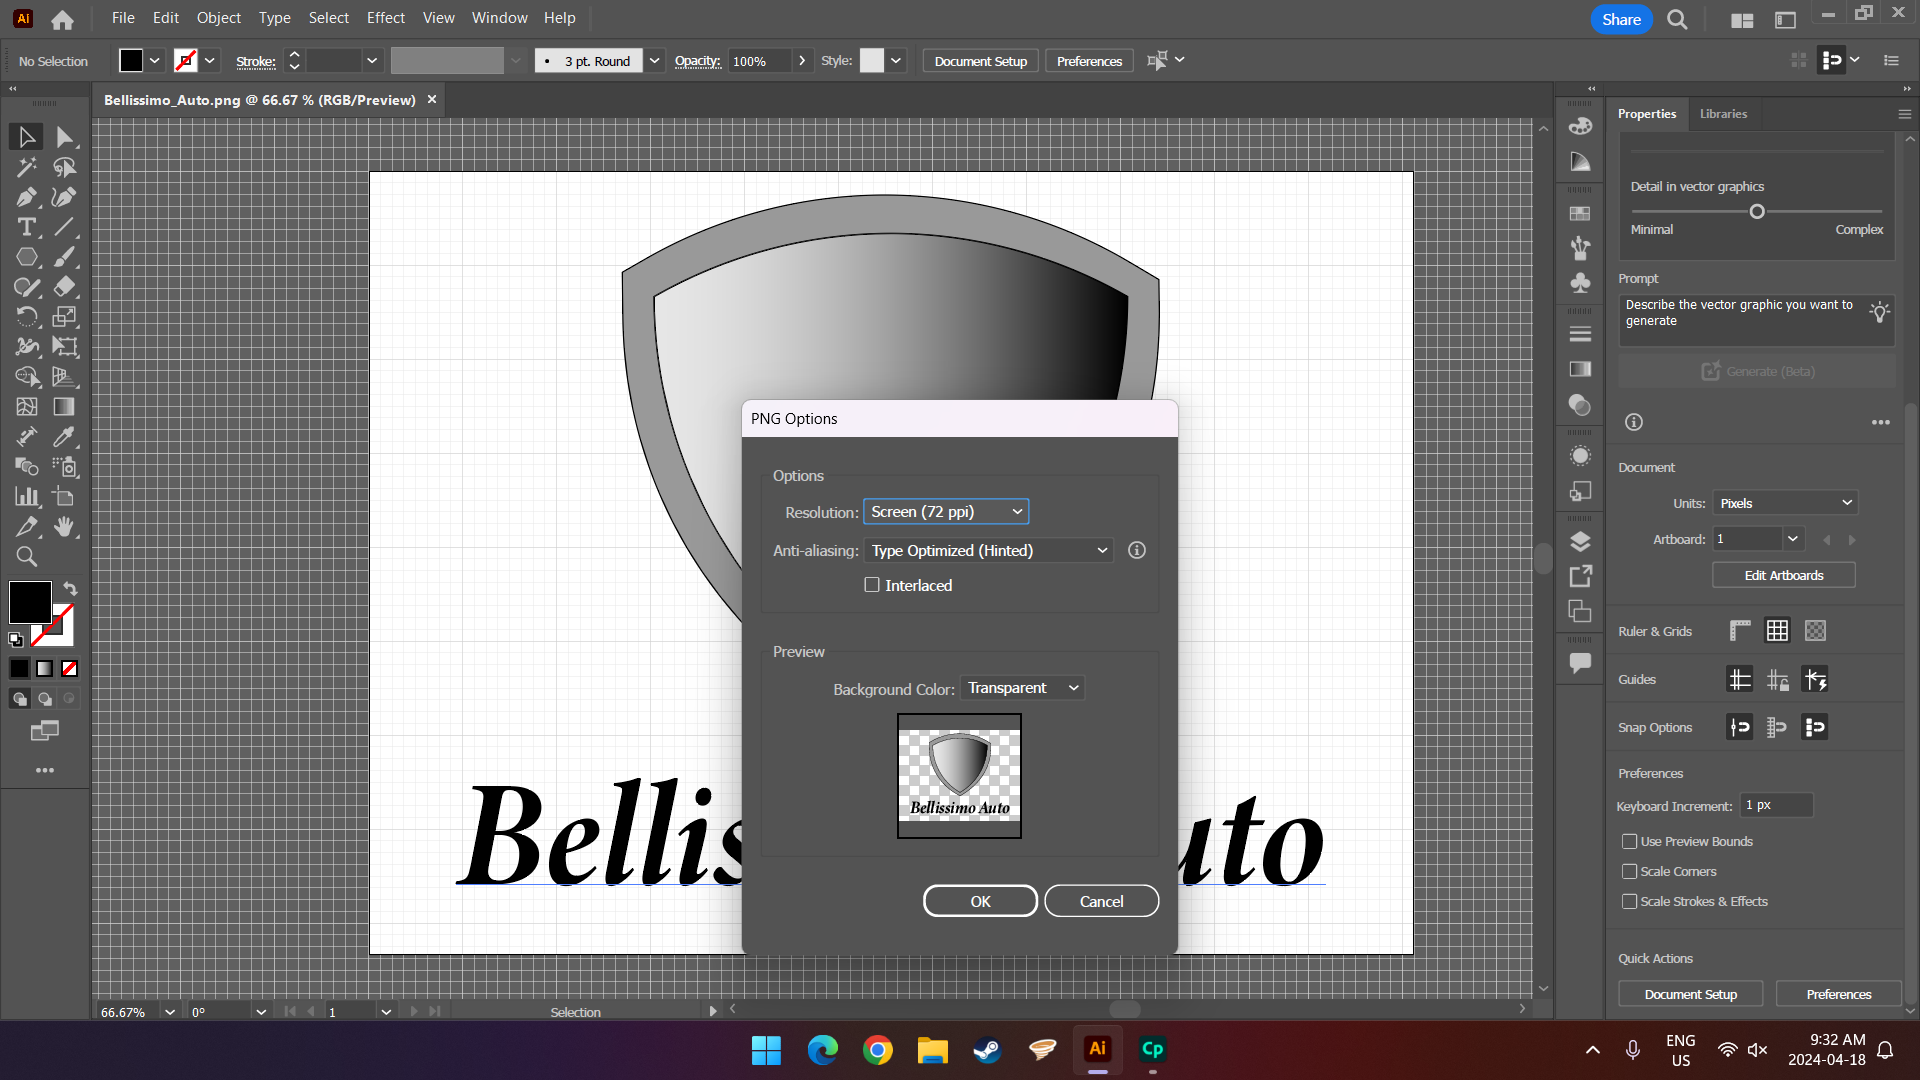 Ai File Edit Object Type Select Effect View Window Help Share
No Selection Stroke: 3 pt. Round Opacity: 100% Style: Document Setup Preferences
Bellissimo_Auto.png @ 66.67 % (RGB/Preview)
Properties Libraries
Detail in vector graphics
Minimal Complex
Prompt
Describe the vector graphic you want to
generate
Generate (Beta)
PNG Options
Options
Resolution: Screen (72 ppi)
Anti-aliasing: Type Optimized (Hinted)
Interlaced
Preview
Background Color: Transparent
Bellissimo Auto
OK Cancel
Bellis uto
Document
Units: Pixels
Artboard: 1
Edit Artboards
Ruler & Grids
Guides
Snap Options
Preferences
Keyboard Increment: 1 px
Use Preview Bounds
Scale Corners
Scale Strokes & Effects
Quick Actions
Document Setup Preferences
66.67% 0° 1 Selection
Ai Cp
ENG
US
9:32 AM
2024-04-18